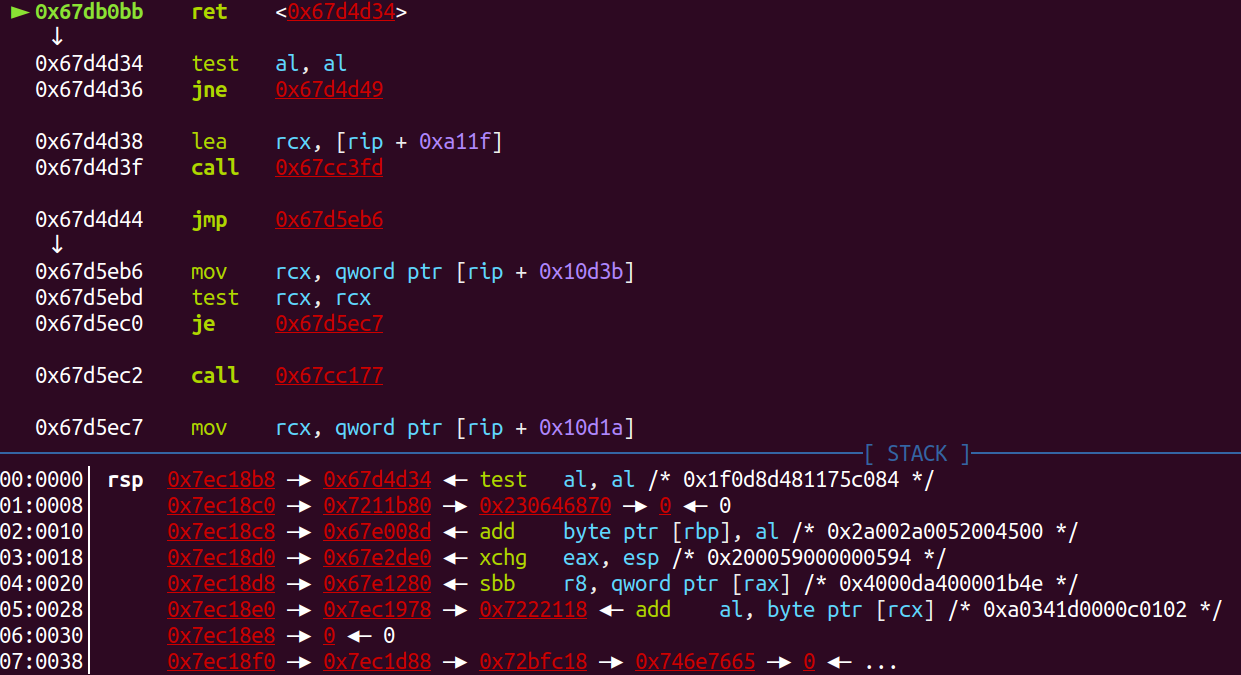 ► 0x67db0bb ret <0x67d4d34>
↓
0x67d4d34 test al, al
0x67d4d36 jne 0x67d4d49
0x67d4d38 lea rcx, [rip + 0xa11f]
0x67d4d3f call 0x67cc3fd
0x67d4d44 jmp 0x67d5eb6
↓
0x67d5eb6 mov rcx, qword ptr [rip + 0x10d3b]
0x67d5ebd test rcx, rcx
0x67d5ec0 je 0x67d5ec7
0x67d5ec2 call 0x67cc177
0x67d5ec7 mov rcx, qword ptr [rip + 0x10d1a]
[ STACK ]
00:0000│ rsp 0x7ec18b8 —► 0x67d4d34 ◄— test al, al /* 0x1f0d8d481175c084 */
01:0008│ 0x7ec18c0 —► 0x7211b80 —► 0x230646870 —► 0 ◄— 0
02:0010│ 0x7ec18c8 —► 0x67e008d ◄— add byte ptr [rbp], al /* 0x2a002a0052004500 */
03:0018│ 0x7ec18d0 —► 0x67e2de0 ◄— xchg eax, esp /* 0x200059000000594 */
04:0020│ 0x7ec18d8 —► 0x67e1280 ◄— sbb r8, qword ptr [rax] /* 0x4000da400001b4e */
05:0028│ 0x7ec18e0 —► 0x7ec1978 —► 0x7222118 ◄— add al, byte ptr [rcx] /* 0xa0341d0000c0102 */
06:0030│ 0x7ec18e8 —► 0 ◄— 0
07:0038│ 0x7ec18f0 —► 0x7ec1d88 —► 0x72bfc18 —► 0x746e7665 —► 0 ◄— ...